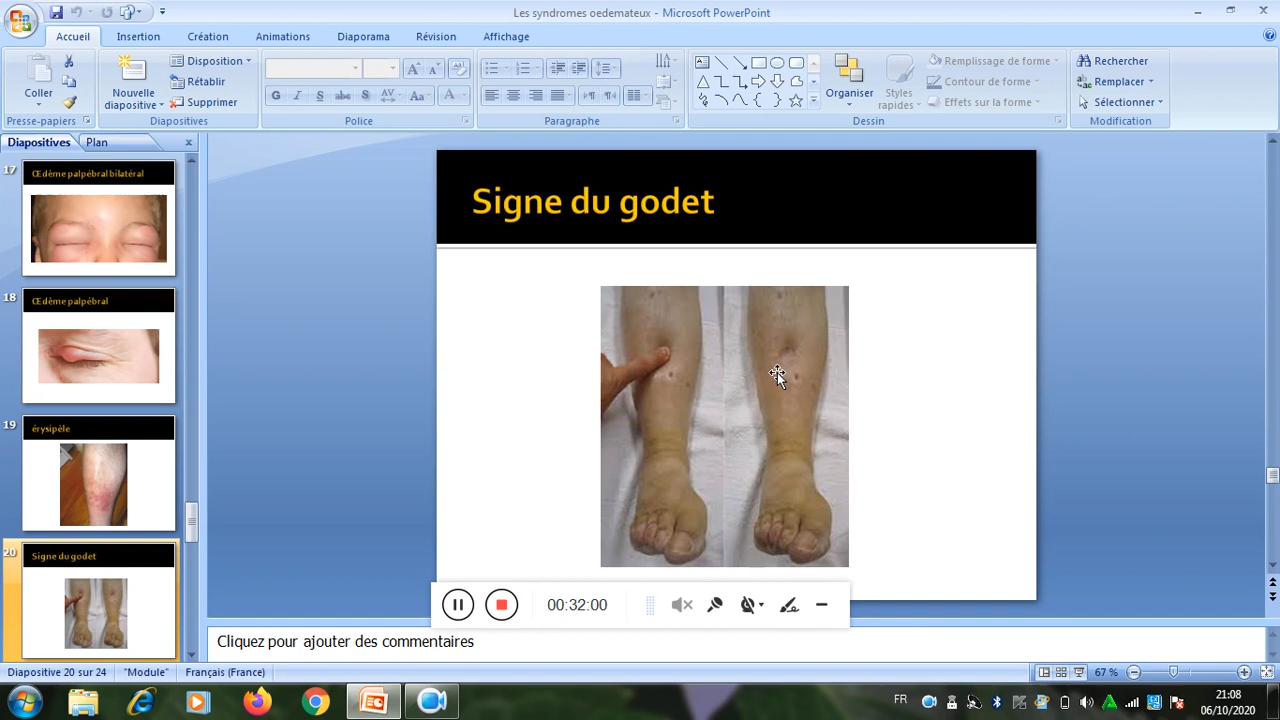 Les syndromes oedemateux - Microsoft PowerPoint
Accueil
Insertion
Création
Animations
Diaporama
Révision
Affichage
Coller
Nouvelle
diapositive
Disposition
Rétablir
Supprimer
G I S abc S AV Aa A
Organiser
Styles
rapides
Remplissage de forme
Contour de forme
Effets sur la forme
Rechercher
Remplacer
Sélectionner
Presse-papiers
Diapositives
Police
Paragraphe
Dessin
Modification
Diapositives
Plan
17
Œdème palpébral bilatéral
18
Œdème palpébral
19
érysipèle
20
Signe du godet
Signe du godet
00:32:00
Cliquez pour ajouter des commentaires
Diapositive 20 sur 24
"Module"
Français (France)
67 %
FR
21:08
06/10/2020